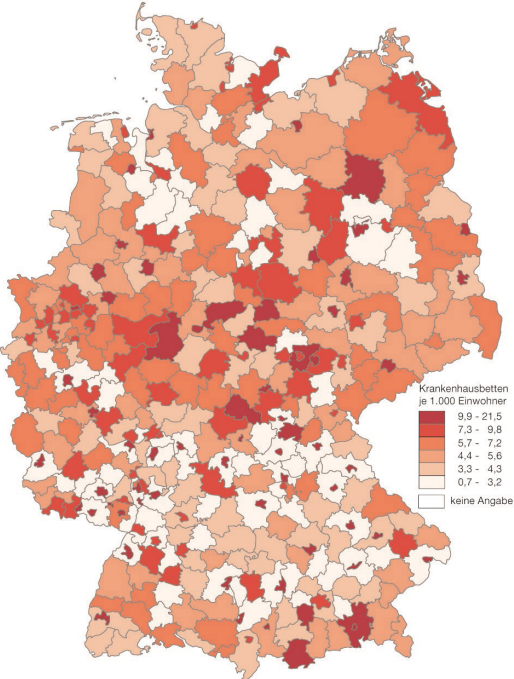 Krankenhausbetten
je 1.000 Einwohner
9,9 - 21,5
7,3 - 9,8
5,7 - 7,2
4,4 - 5,6
3,3 - 4,3
0,7 - 3,2
keine Angabe